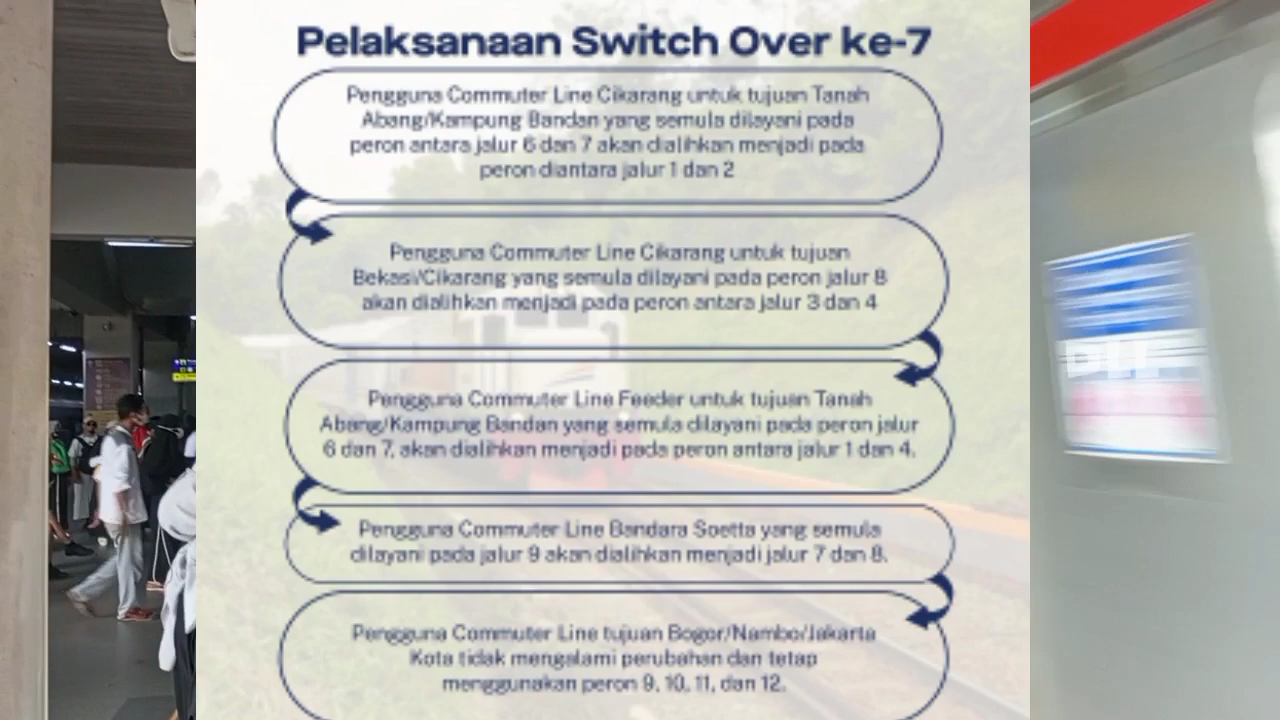 Pelaksanaan Switch Over ke-7
Pengguna Commuter Line Cikarang untuk tujuan Tanah
Abang/Kampung Bandan yang semula dilayani pada
peron antara jalur 6 dan 7 akan dialihkan menjadi pada
peron diantara jalur 1 dan 2
Pengguna Commuter Line Cikarang untuk tujuan
Bekasi/Cikarang yang semula dilayani pada peron jalur 8
akan dialihkan menjadi pada peron antara jalur 3 dan 4
Pengguna Commuter Line Feeder untuk tujuan Tanah
Abang/Kampung Bandan yang semula dilayani pada peron jalur
6 dan 7, akan dialihkan menjadi pada peron antara jalur 1 dan 4.
Pengguna Commuter Line Bandara Soetta yang semula
dilayani pada jalur 9 akan dialihkan menjadi jalur 7 dan 8.
Pengguna Commuter Line tujuan Bogor/Nambo/Jakarta
Kota tidak mengalami perubahan dan tetap
menggunakan peron 9, 10, 11, dan 12.